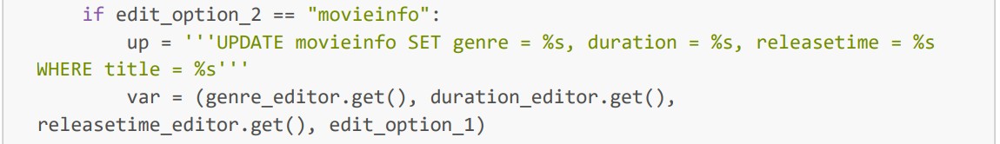 if edit_option_2 == "movieinfo":
up = '''UPDATE movieinfo SET genre = %s, duration = %s, releasetime = %s
WHERE title = %s'''
var = (genre_editor.get(), duration_editor.get(),
releasetime_editor.get(), edit_option_1)